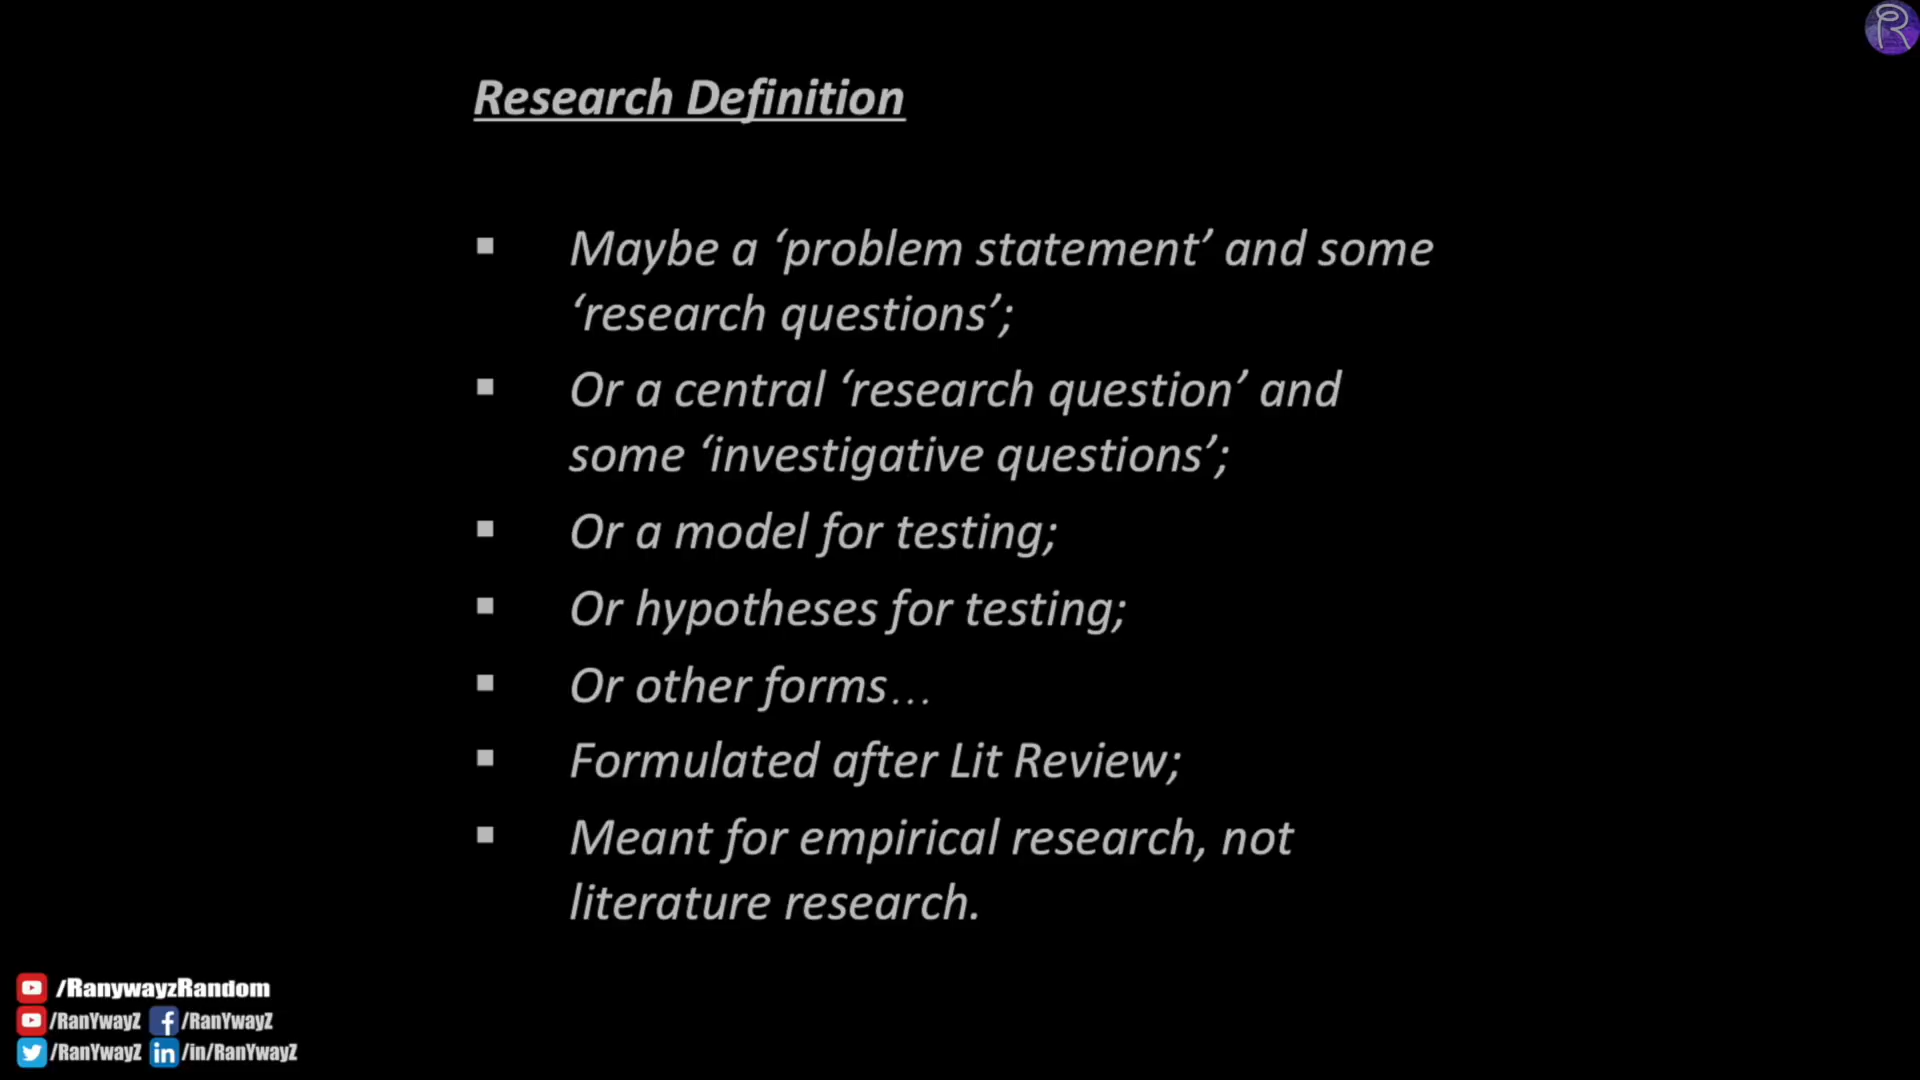 Research Definition
▪ Maybe a ‘problem statement’ and some
‘research questions’;
▪ Or a central ‘research question’ and
some ‘investigative questions’;
▪ Or a model for testing;
▪ Or hypotheses for testing;
▪ Or other forms…
▪ Formulated after Lit Review;
▪ Meant for empirical research, not
literature research.
/RanywayzRandom
/RanYwayZ /RanYwayZ
/RanYwayZ /in/RanYwayZ
R